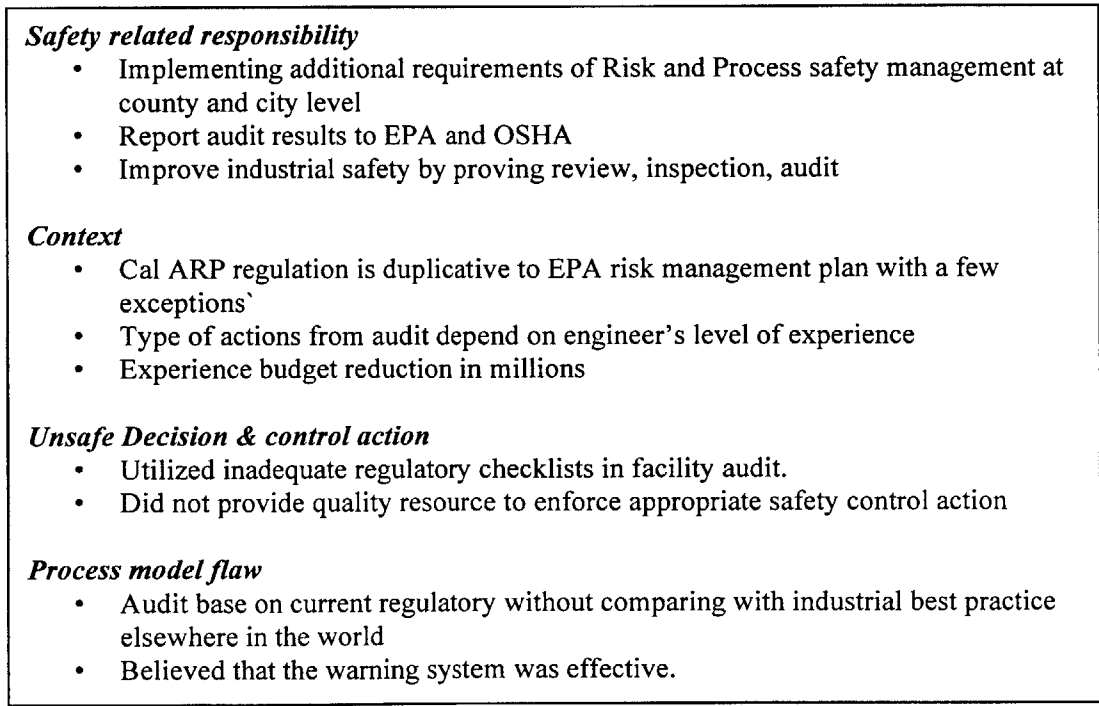 Safety related responsibility
• Implementing additional requirements of Risk and Process safety management at
county and city level
• Report audit results to EPA and OSHA
• Improve industrial safety by proving review, inspection, audit
Context
• Cal ARP regulation is duplicative to EPA risk management plan with a few
exceptions`
• Type of actions from audit depend on engineer's level of experience
• Experience budget reduction in millions
Unsafe Decision & control action
• Utilized inadequate regulatory checklists in facility audit.
• Did not provide quality resource to enforce appropriate safety control action
Process model flaw
• Audit base on current regulatory without comparing with industrial best practice
elsewhere in the world
• Believed that the warning system was effective.